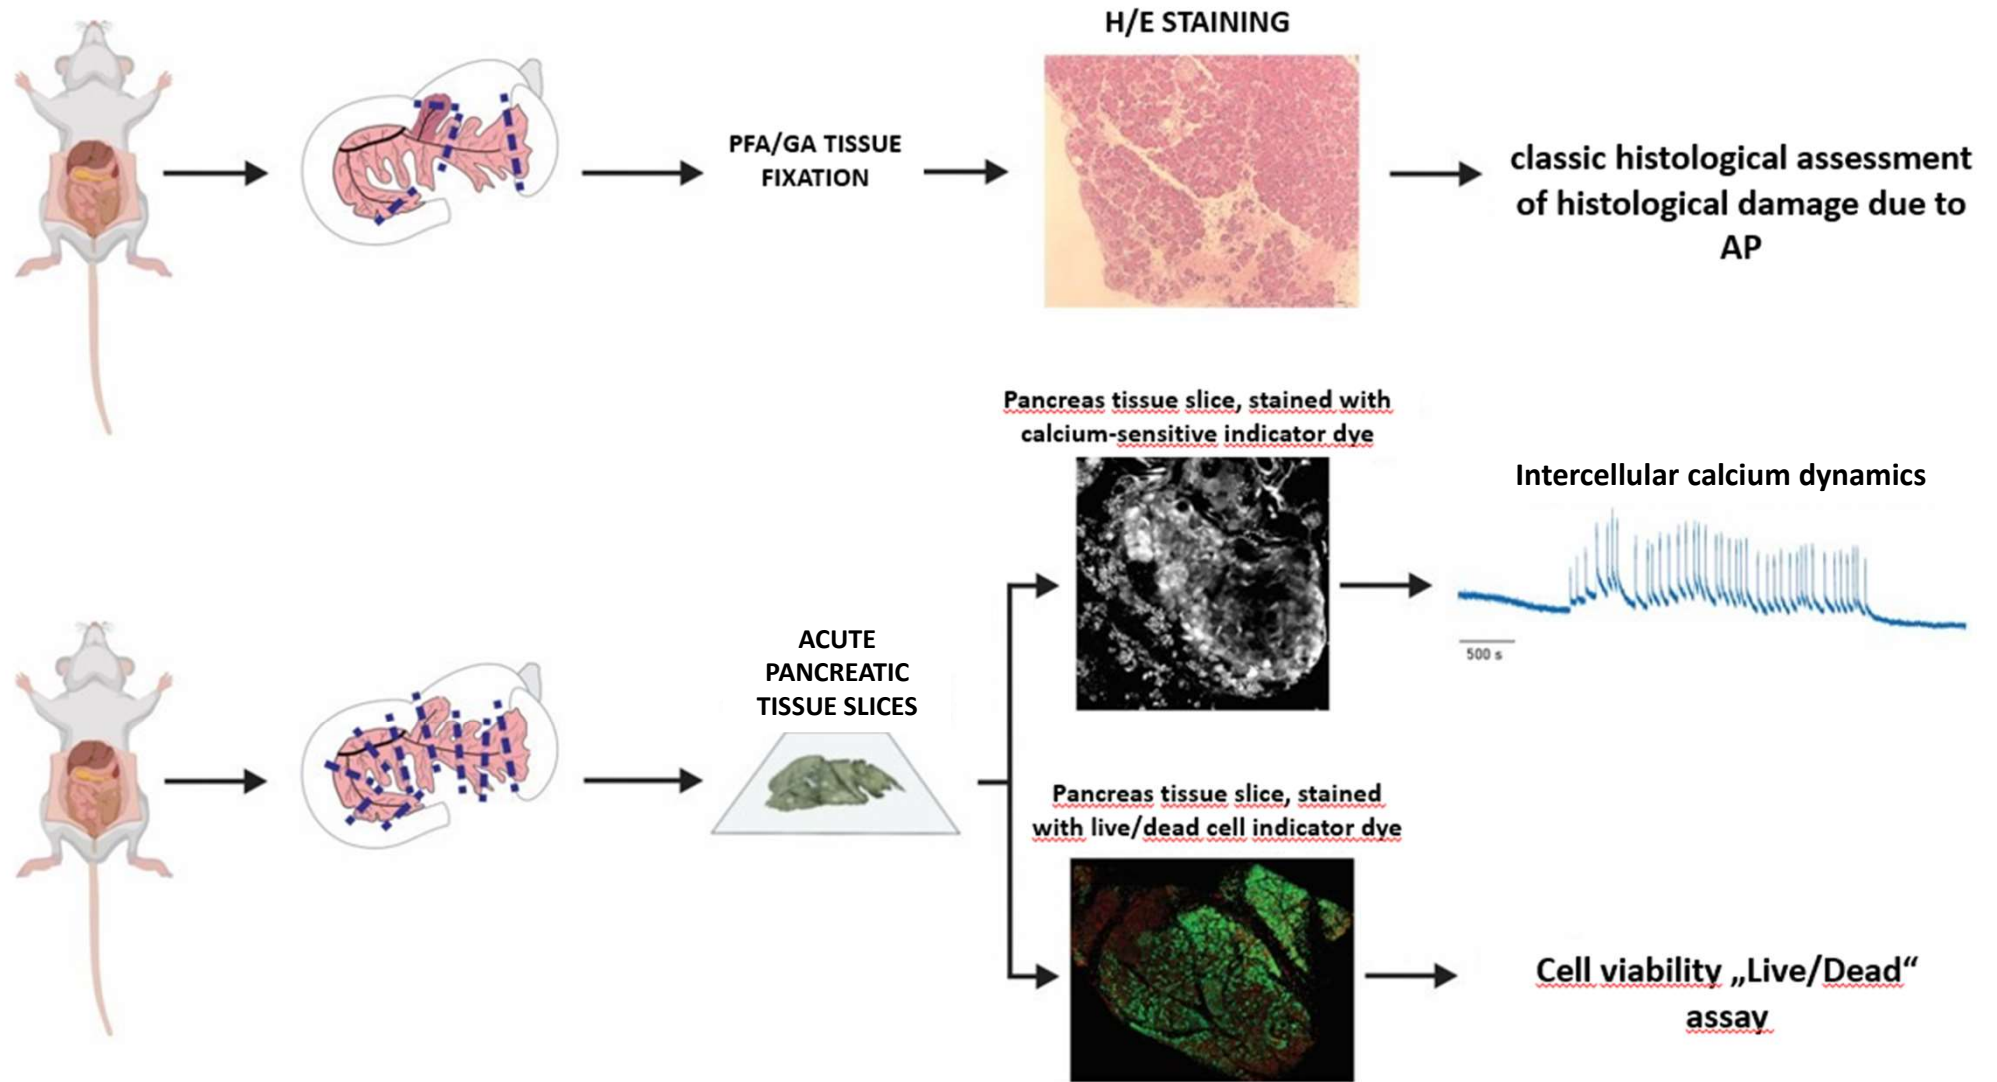 H/E STAINING
PFA/GA TISSUE
FIXATION
classic histological assessment
of histological damage due to
AP
Pancreas tissue slice, stained with
calcium-sensitive indicator dye
Intercellular calcium dynamics
500 s
ACUTE
PANCREATIC
TISSUE SLICES
Pancreas tissue slice, stained
with live/dead cell indicator dye
Cell viability „Live/Dead“
assay